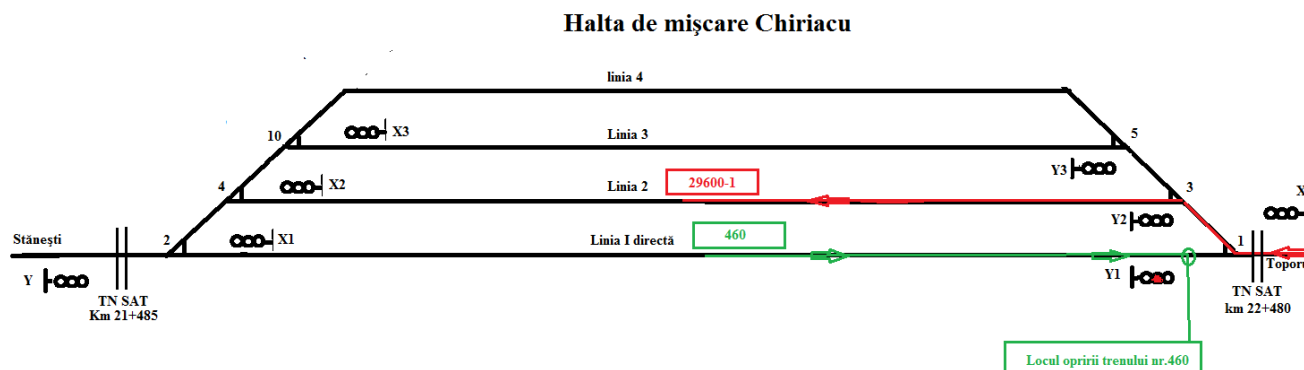 Halta de mişcare Chiriacu
linia 4
10
X3
Linia 3
5
Y3
4
X2
Linia 2
29600-1
3
X
Stăneşti
2
X1
Linia I directă
460
Y2
1
Toporu
Y
TN SAT
Km 21+485
Y1
TN SAT
km 22+480
Locul opririi trenului nr.460